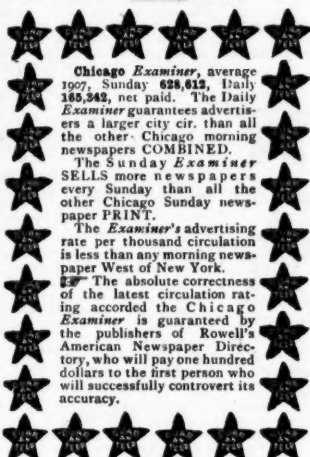 Chicago Examiner, average
1907, Sunday 628,612, Daily
165,342, net paid. The Daily
Examiner guarantees advertis-
ers a larger city cir. than all
the other Chicago morning
newspapers COMBINED.
The Sunday Examiner
SELLS more newspapers
every Sunday than all the
other Chicago Sunday news-
paper PRINT.
The Examiner's advertising
rate per thousand circulation
is less than any morning news-
paper West of New York.
☞ The absolute correctness
of the latest circulation rat-
ing accorded the Chicago
Examiner is guaranteed by
the publishers of Rowell's
American Newspaper Direc-
tory, who will pay one hundred
dollars to the first person who
will successfully controvert its
accuracy.